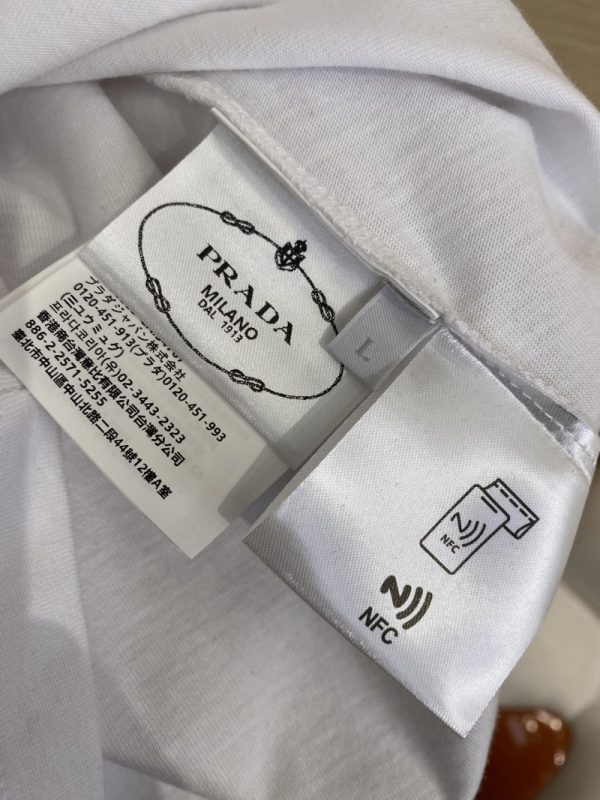 PRADA
MILANO
DAL 1913
プラダジャパン株式会社
0120-451-913(プラダ)0120-451-993
(ミュウミュウ)
프라다코리아(유)02-3443-2323
香港商台灣惠比有限公司台灣分公司
886-2-2571-5255
臺北市中山區中山北路二段44號12樓A室
L
NFC
NFC